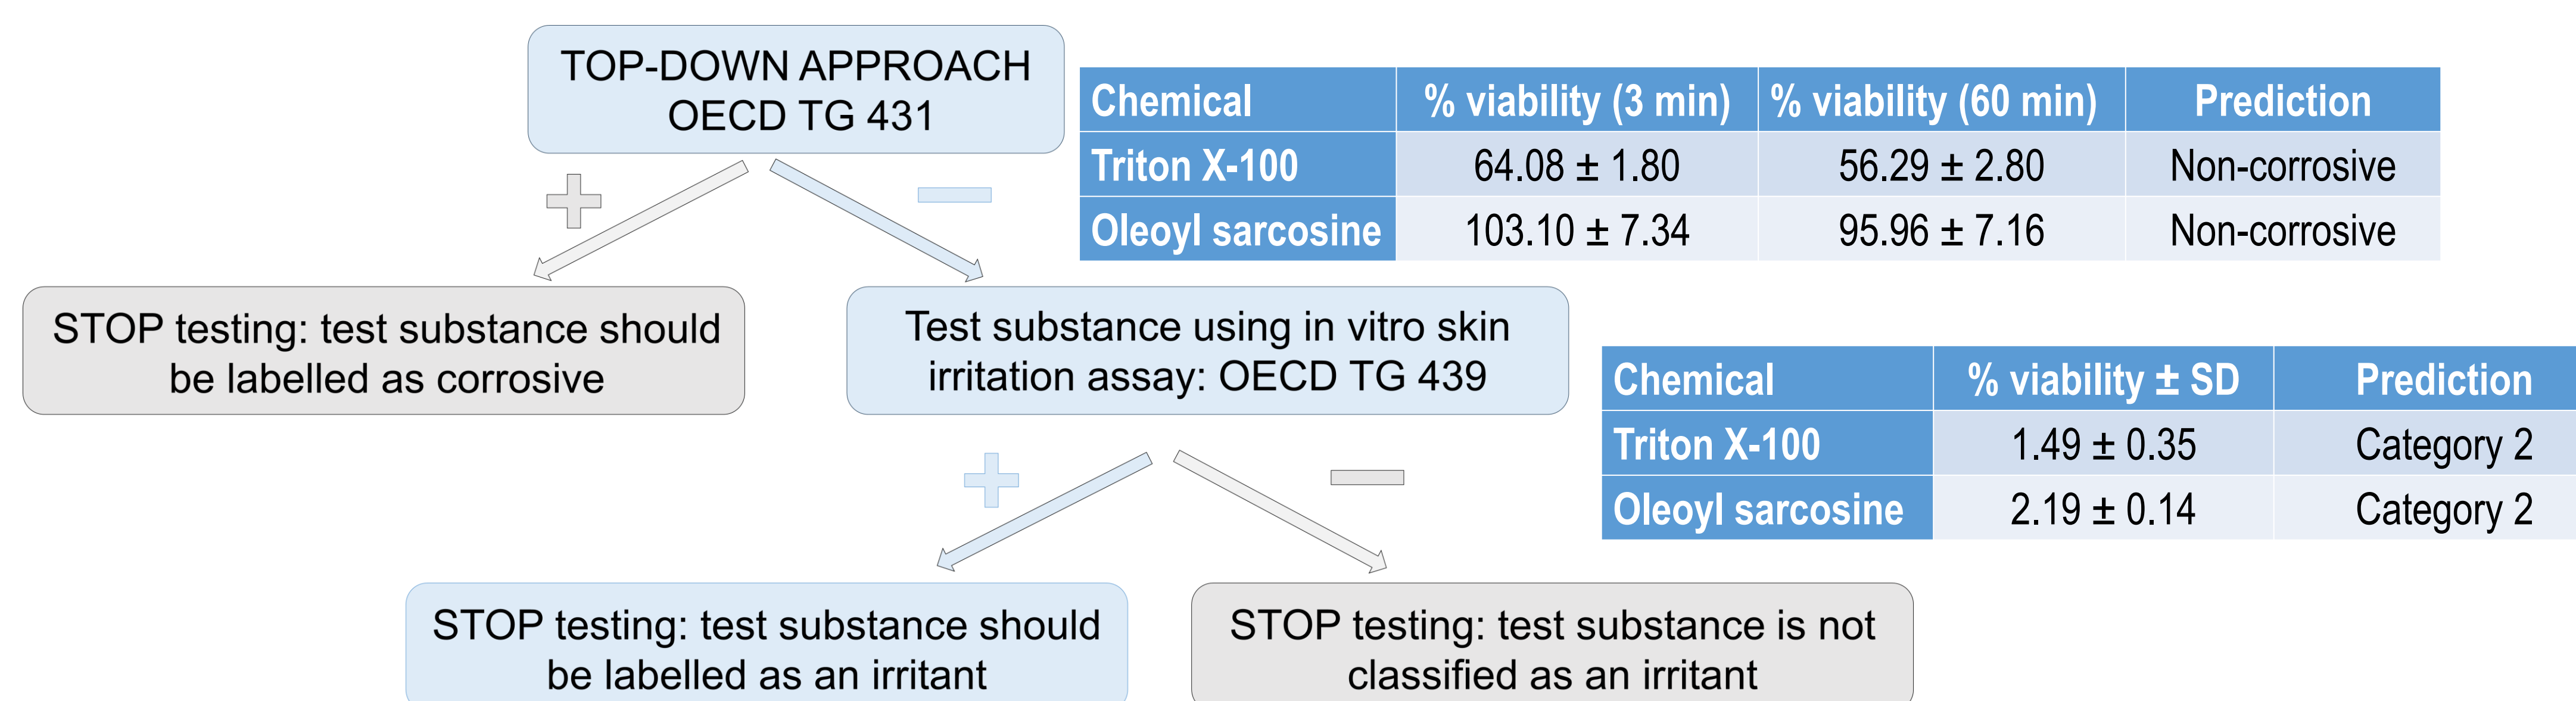 TOP-DOWN APPROACH
OECD TG 431
Chemical % viability (3 min) % viability (60 min) Prediction
Triton X-100 64.08 ± 1.80 56.29 ± 2.80 Non-corrosive
Oleoyl sarcosine 103.10 ± 7.34 95.96 ± 7.16 Non-corrosive
STOP testing: test substance should
be labelled as corrosive
Test substance using in vitro skin
irritation assay: OECD TG 439
Chemical % viability ± SD Prediction
Triton X-100 1.49 ± 0.35 Category 2
Oleoyl sarcosine 2.19 ± 0.14 Category 2
STOP testing: test substance should
be labelled as an irritant
STOP testing: test substance is not
classified as an irritant